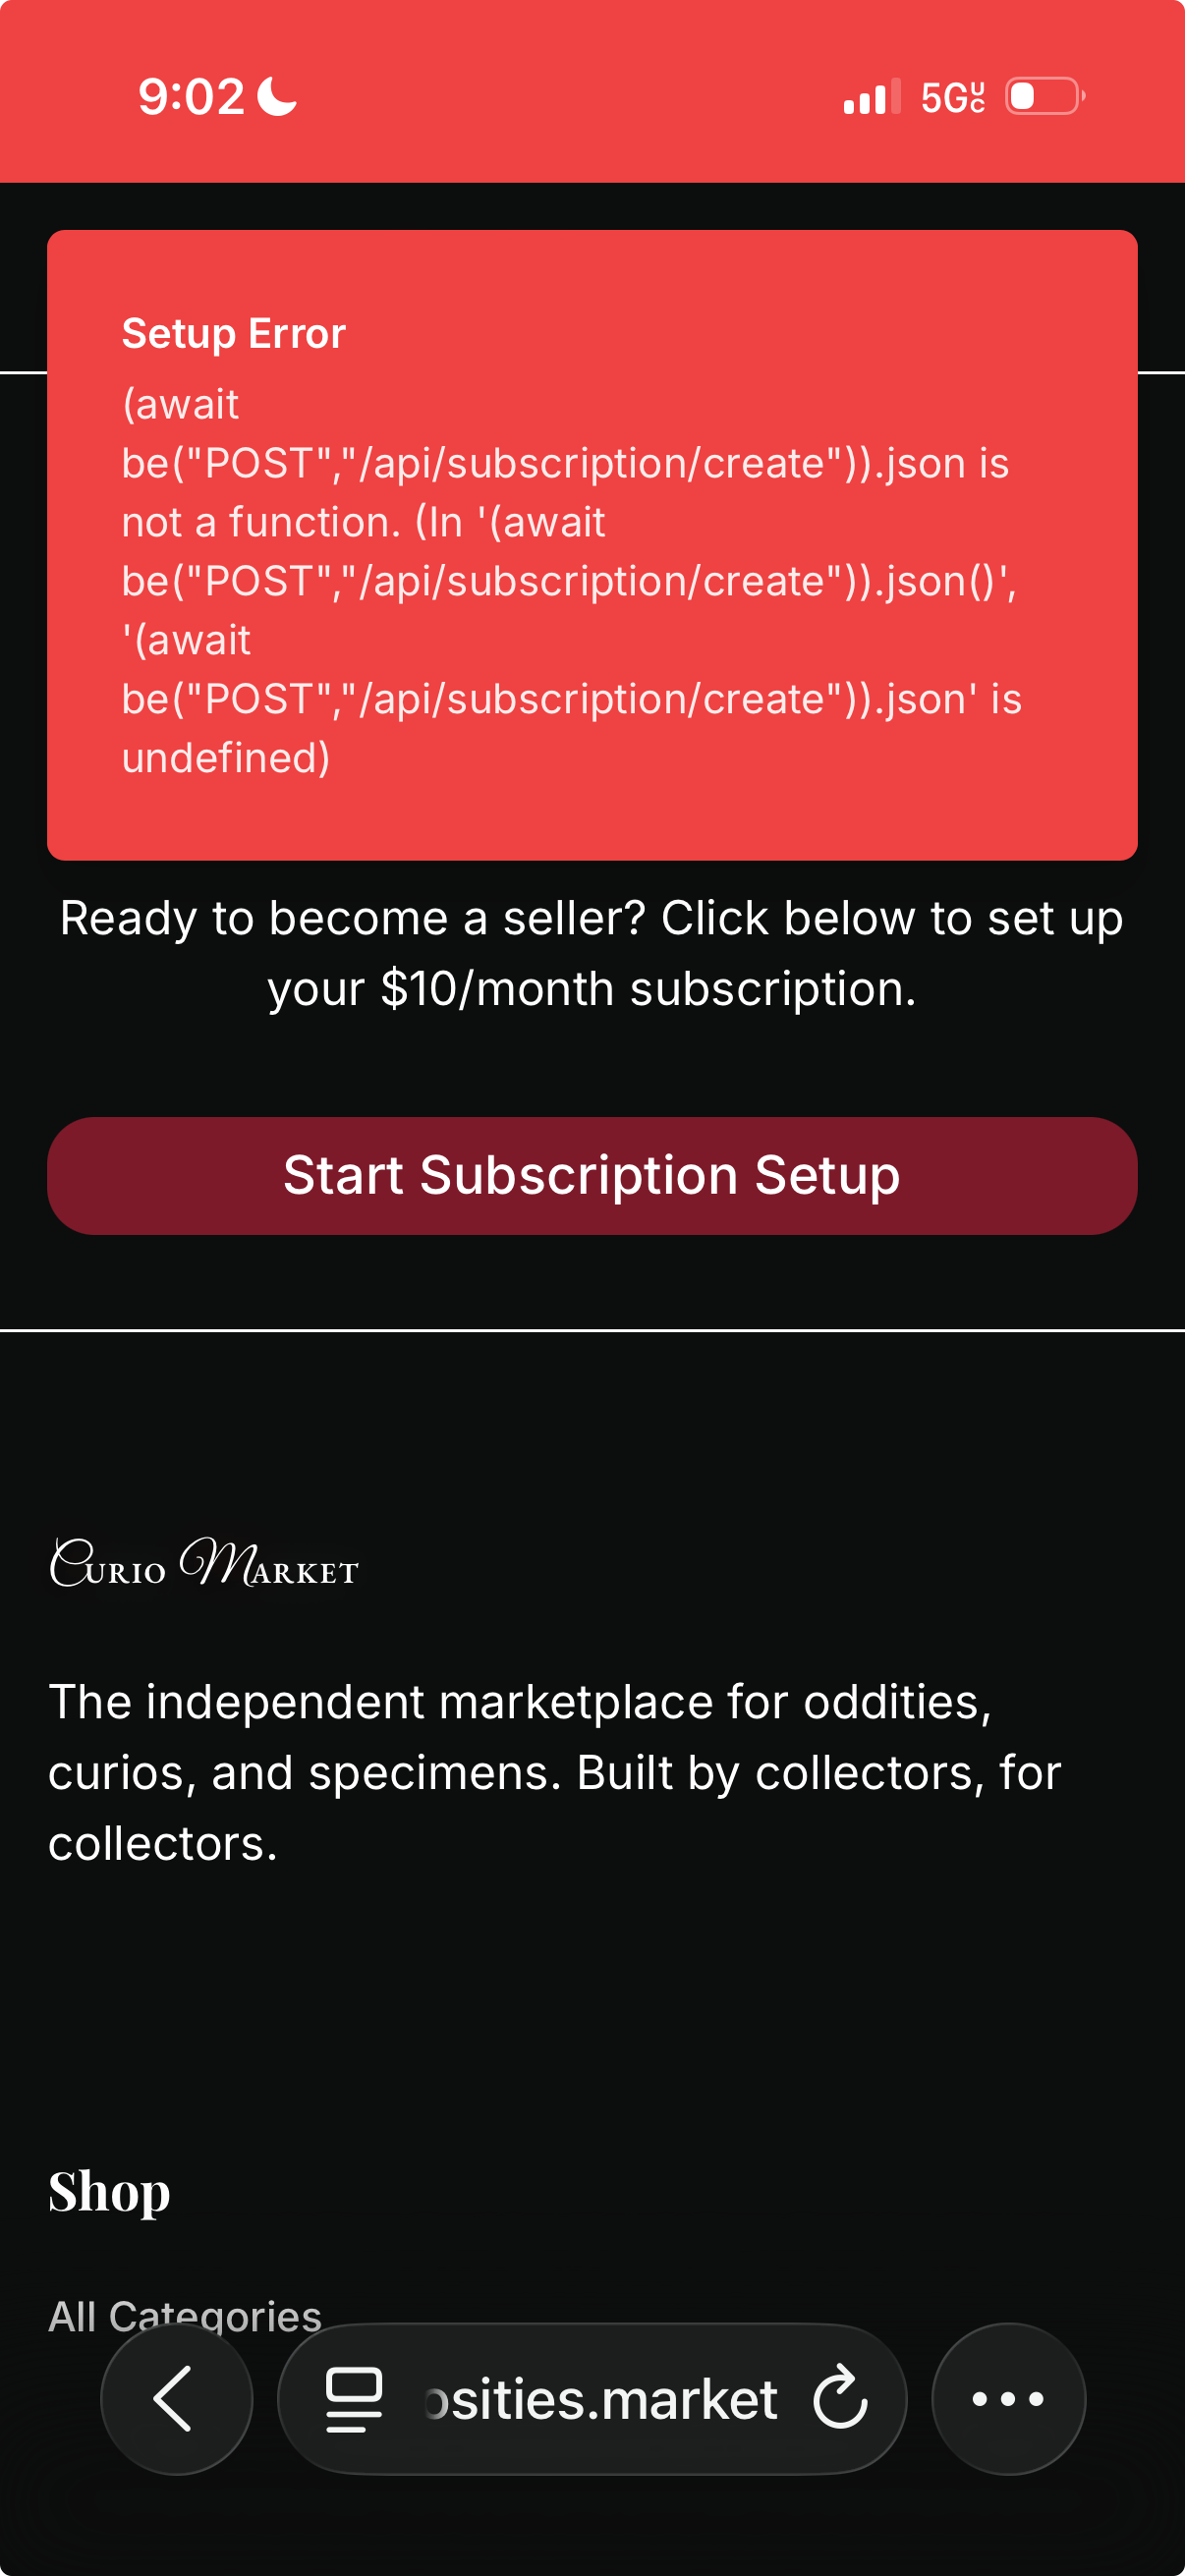 9:02
5GUC
Setup Error
(await
be("POST","/api/subscription/create")).json is
not a function. (In '(await
be("POST","/api/subscription/create")).json()',
'(await
be("POST","/api/subscription/create")).json' is
undefined)
Ready to become a seller? Click below to set up
your $10/month subscription.
Start Subscription Setup
Curio Market
The independent marketplace for oddities,
curios, and specimens. Built by collectors, for
collectors.
Shop
All Categories
osities.market